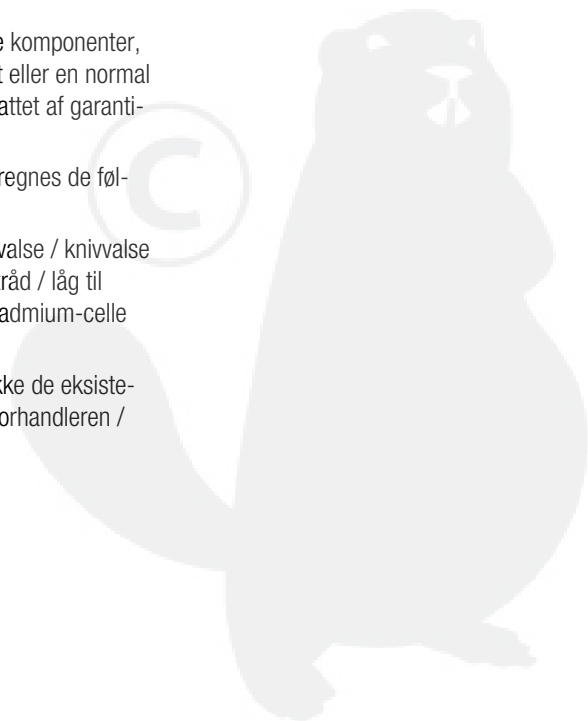 e komponenter,
t eller en normal
attet af garanti-
regnes de føl-
valse / knivvalse
råd / låg til
admium-celle
kke de eksiste-
orhandleren /
©